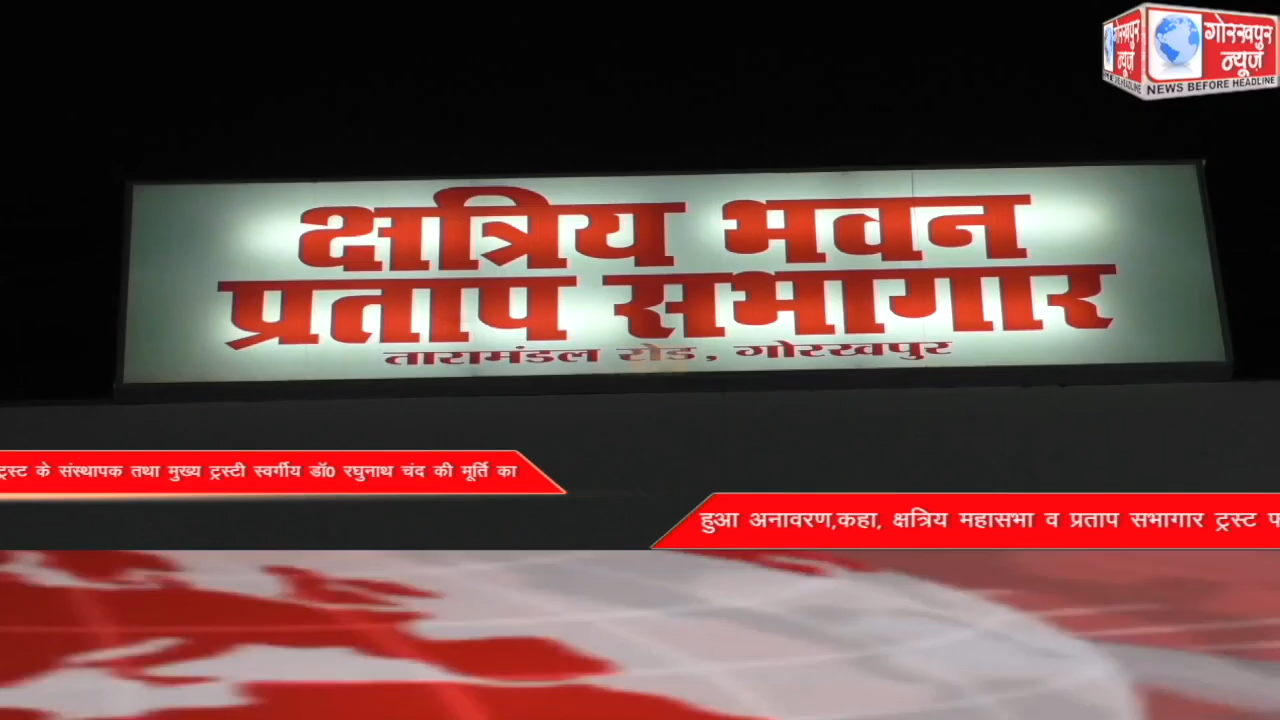 गोरखपुर
न्यूज
NEWS BEFORE HEADLINE
गोरखपुर
न्यूज
क्षत्रिय भवन
प्रताप सभागार
तारामंडल रोड, गोरखपुर
के संस्थापक तथा मुख्य ट्रस्टी स्वर्गीय डॉ0 रघुनाथ चंद की मूर्ति का
हुआ अनावरण,कहा, क्षत्रिय महासभा व प्रताप सभागार ट्रस्ट